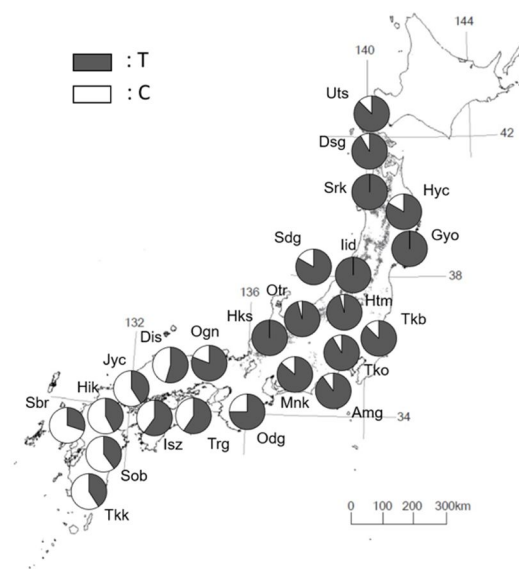 : T
: C
144
140
Uts
42
Dsg
Srk
Hyc
Gyo
Sdg
Iid
38
136
Otr
Htm
Hks
Tkb
132
Dis
Ogn
Jyc
Tko
Hik
Mnk
Amg
Sbr
34
Isz
Trg
Odg
Sob
Tkk
0 100 200 300km